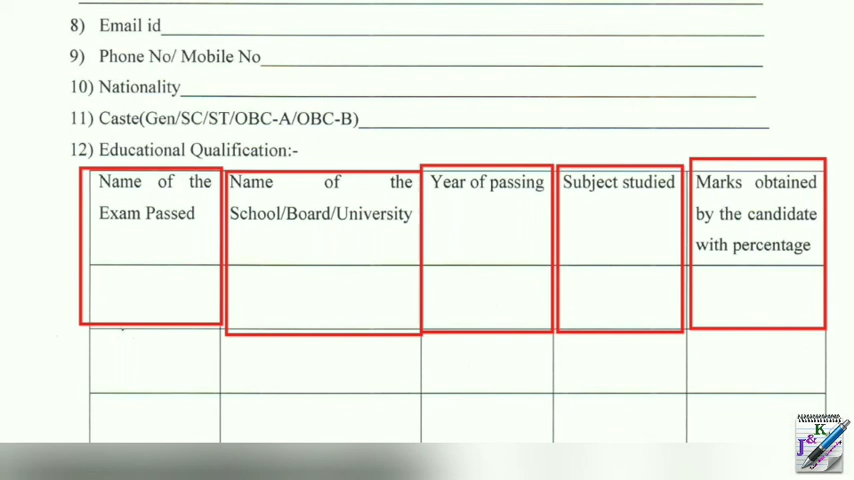 8) Email id
9) Phone No/ Mobile No
10) Nationality
11) Caste(Gen/SC/ST/OBC-A/OBC-B)
12) Educational Qualification:-
Name of the Exam Passed
Name of the School/Board/University
Year of passing
Subject studied
Marks obtained by the candidate with percentage
J&K